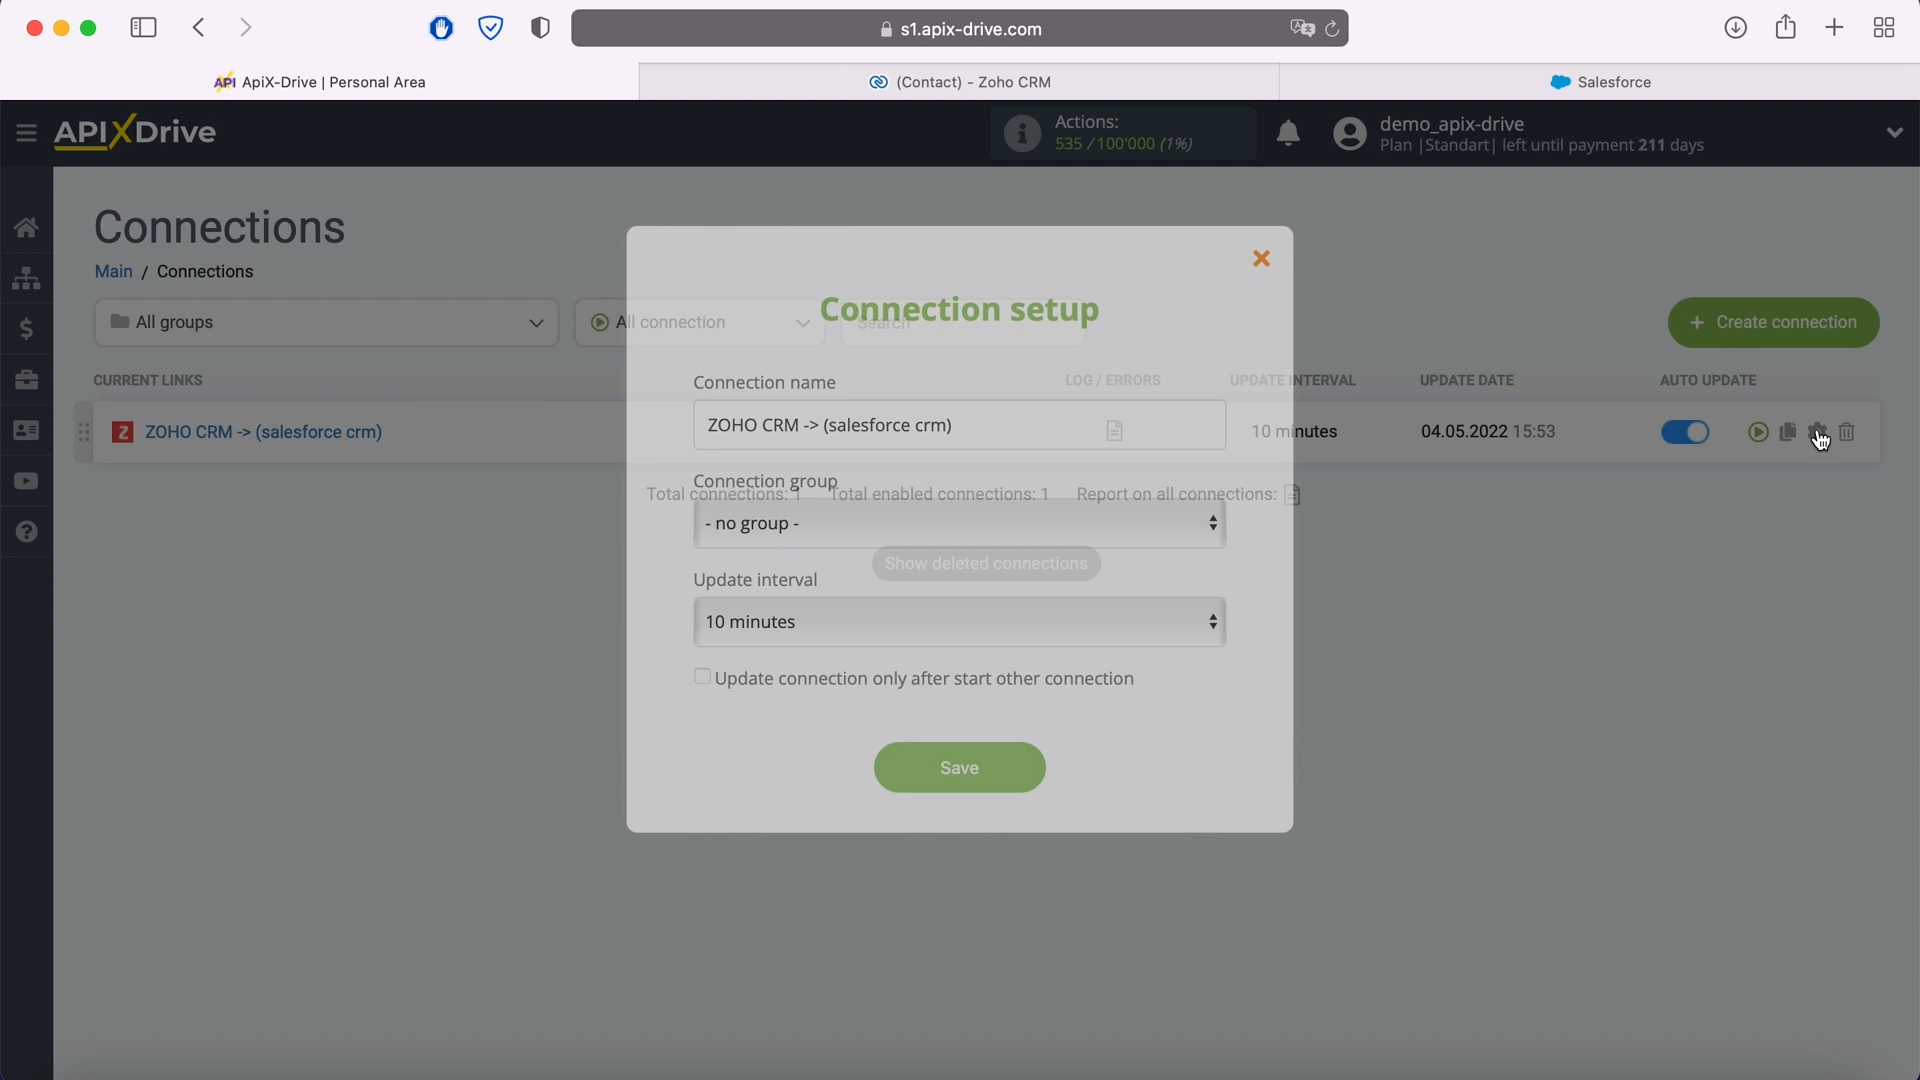 s1.apix-drive.com
API ApiX-Drive | Personal Area
(Contact) - Zoho CRM
Salesforce
APIXDrive
Actions:
535 / 100'000 (1%)
demo_apix-drive
Plan |Standart| left until payment 211 days
Connections
Main / Connections
All groups
All connection
Search
+ Create connection
CURRENT LINKS
LOG / ERRORS
UPDATE INTERVAL
UPDATE DATE
AUTO UPDATE
Z ZOHO CRM -> (salesforce crm)
10 minutes
04.05.2022 15:53
Total connections: 1
Total enabled connections: 1
Report on all connections:
Show deleted connections
Connection setup
Connection name
ZOHO CRM -> (salesforce crm)
Connection group
- no group -
Update interval
10 minutes
Update connection only after start other connection
Save